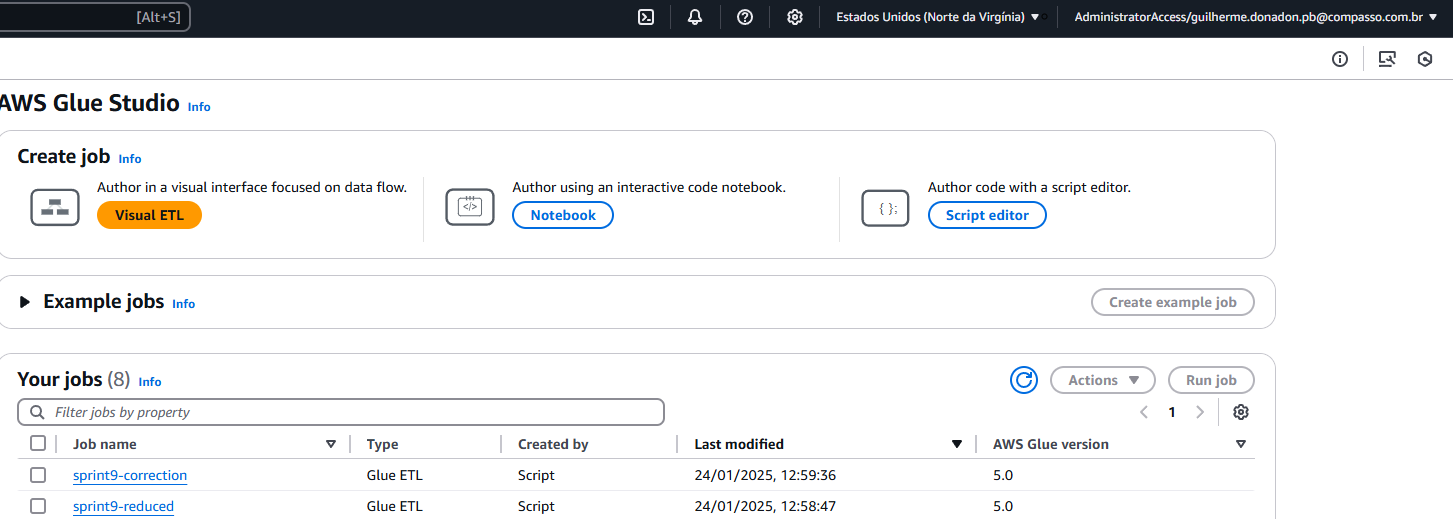 [Alt+S]
Estados Unidos (Norte da Virgínia) ▼
AdministratorAccess/guilherme.donadon.pb@compasso.com.br ▼
AWS Glue Studio Info
Create job Info
Author in a visual interface focused on data flow.
Visual ETL
Author using an interactive code notebook.
Notebook
Author code with a script editor.
Script editor
Example jobs Info
Create example job
Your jobs (8) Info
Actions
Run job
Filter jobs by property
1
Job name Type Created by Last modified AWS Glue version
sprint9-correction Glue ETL Script 24/01/2025, 12:59:36 5.0
sprint9-reduced Glue ETL Script 24/01/2025, 12:58:47 5.0